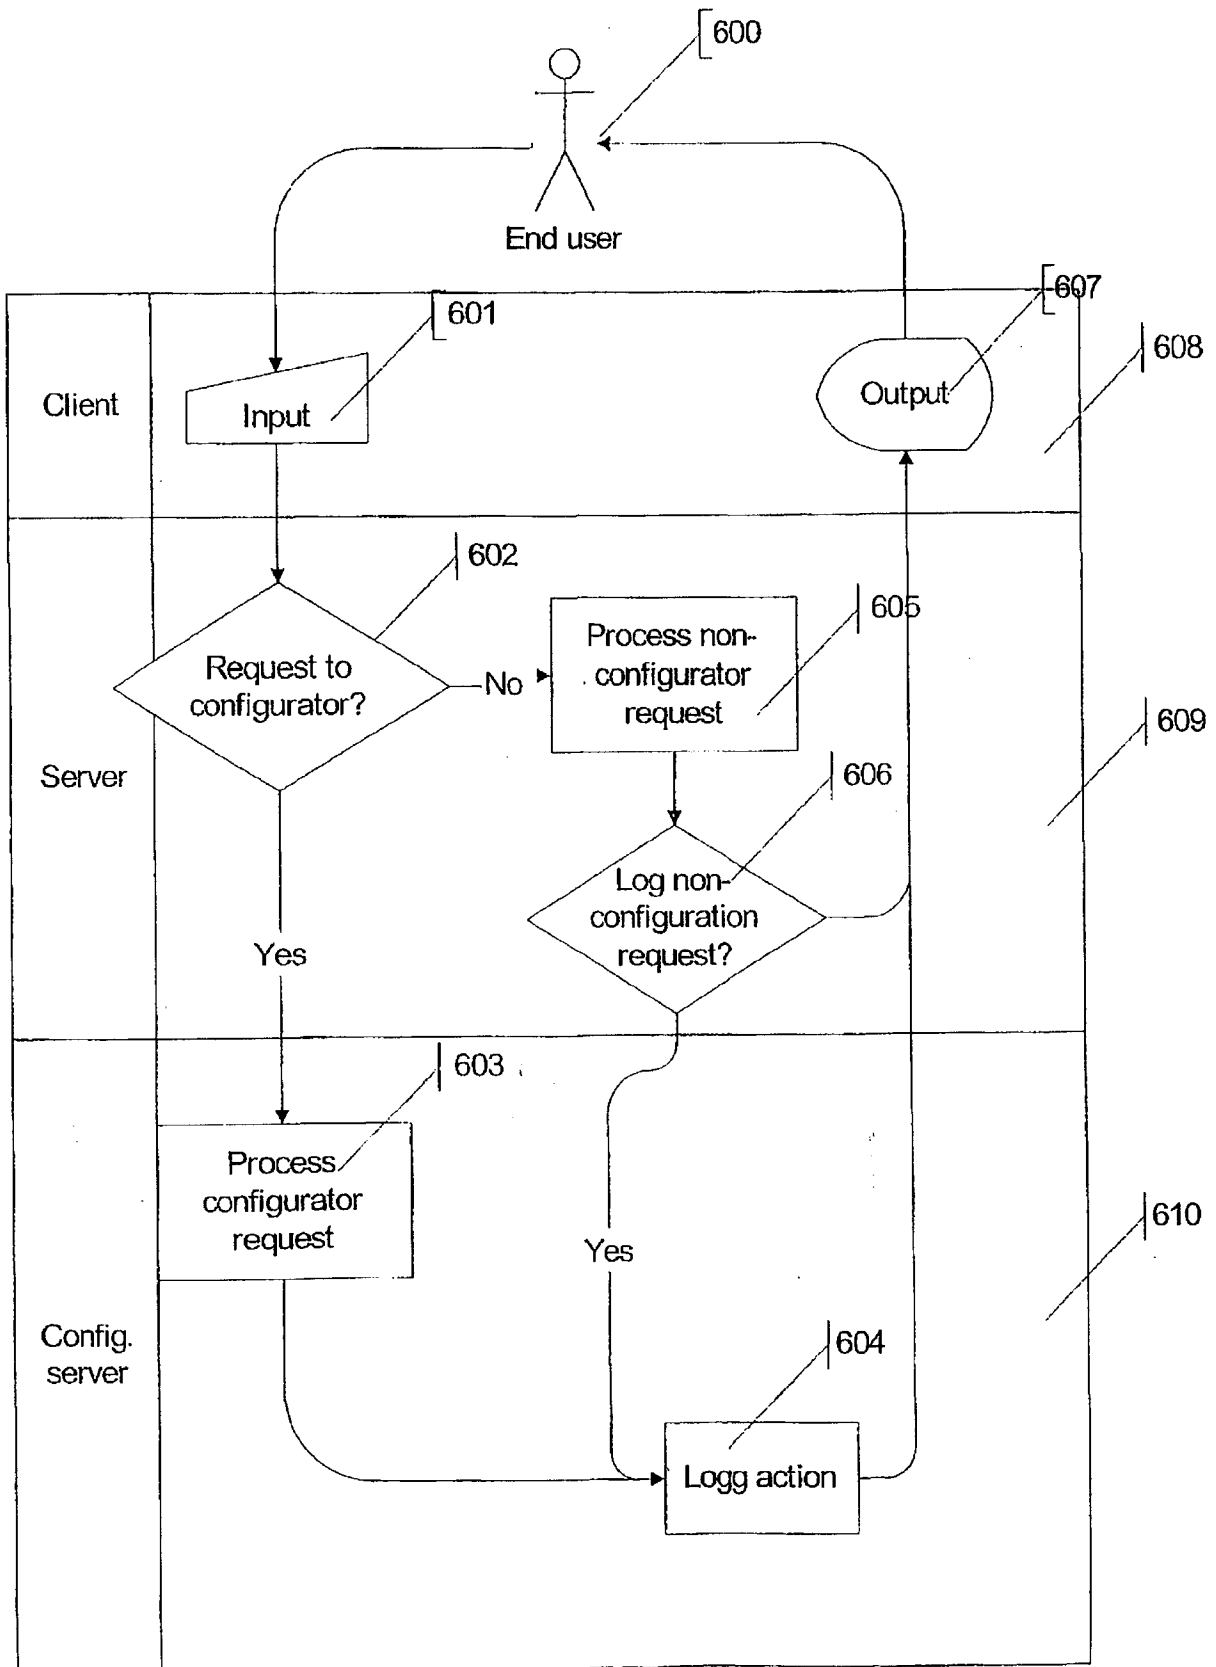 600
End user
607
601
608
Client
Input
Output
602
605
Process non-
configurator
request
Request to
configurator?
No
609
Server
606
Log non-
configuration
request?
Yes
603
Process
configurator
request
610
Yes
Config.
server
604
Logg action